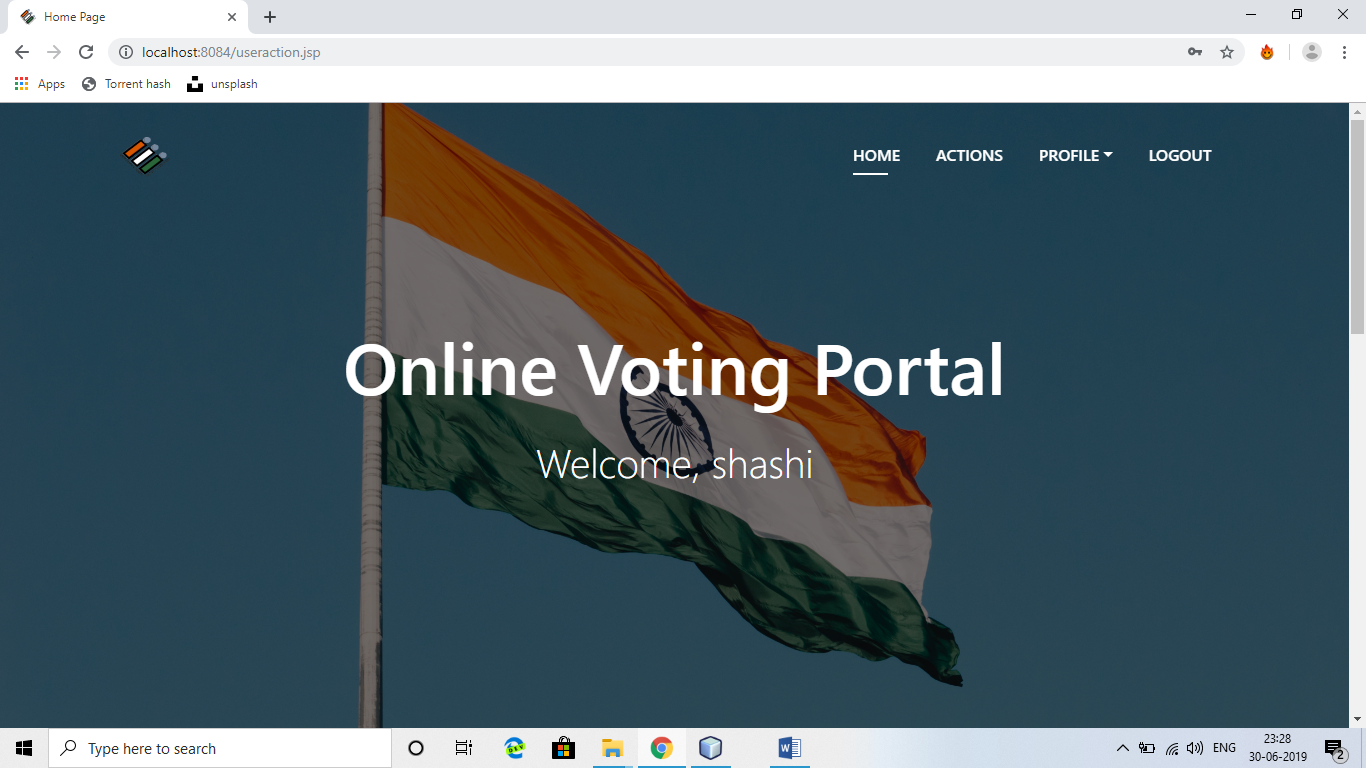 Home Page
localhost:8084/useraction.jsp
Apps Torrent hash unsplash
HOME ACTIONS PROFILE LOGOUT
Online Voting Portal
Welcome, shashi
Type here to search
DEV
W
ENG
23:28
30-06-2019
2